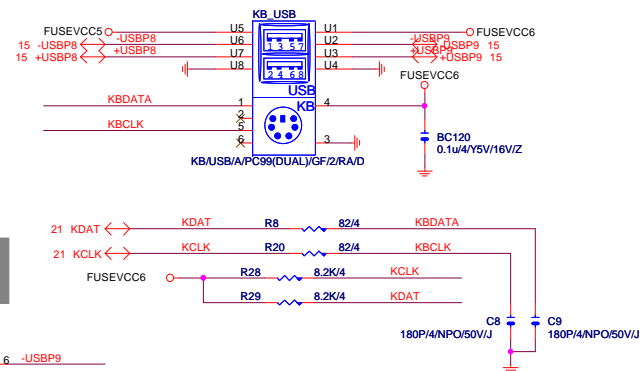 KB_USB
FUSEVCC5 U5 U1 FUSEVCC6
15 -USBP8 -USBP8 U6 U2 -USBP9 -USBP9 15
15 +USBP8 +USBP8 U7 U3 +USBP9 +USBP9 15
U8 U4
1 3 5 7
2 4 6 8
USB
FUSEVCC6
KBDATA 1 KB 4
2
KBCLK 5
6 3
BC120
0.1u/4/Y5V/16V/Z
KB/USB/A/PC99(DUAL)/GF/2/RA/D
21 KDAT KDAT R8 82/4 KBDATA
21 KCLK KCLK R20 82/4 KBCLK
FUSEVCC6 R28 8.2K/4 KCLK
R29 8.2K/4 KDAT
C8 C9
180P/4/NPO/50V/J 180P/4/NPO/50V/J
6 -USBP9